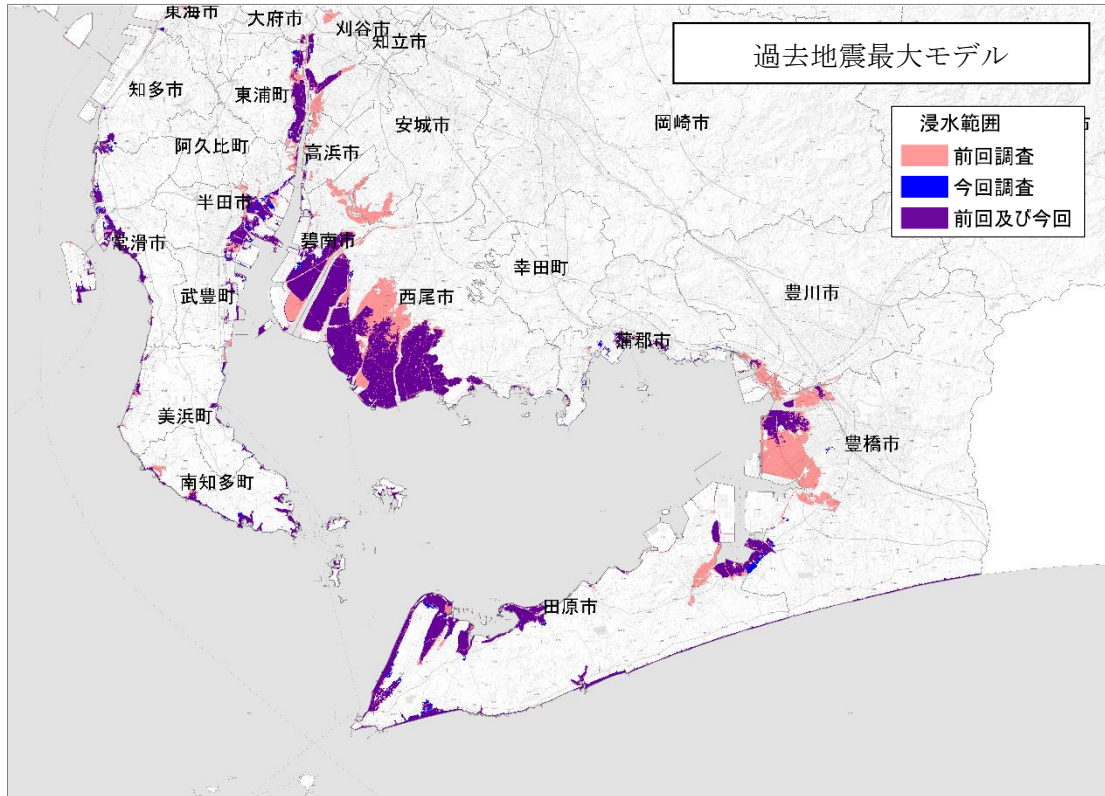 過去地震最大モデル
浸水範囲
前回調査
今回調査
前回及び今回
東海市
大府市
刈谷市
知立市
知多市
東浦町
安城市
岡崎市
市
阿久比町
高浜市
半田市
常滑市
碧南市
幸田町
武豊町
西尾市
豊川市
蒲郡市
美浜町
豊橋市
南知多町
田原市